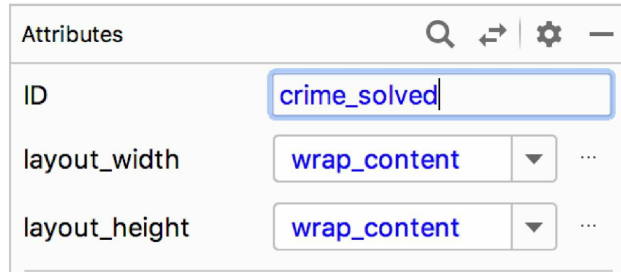 Attributes
ID crime_solved
layout_width wrap_content ...
layout_height wrap_content ...